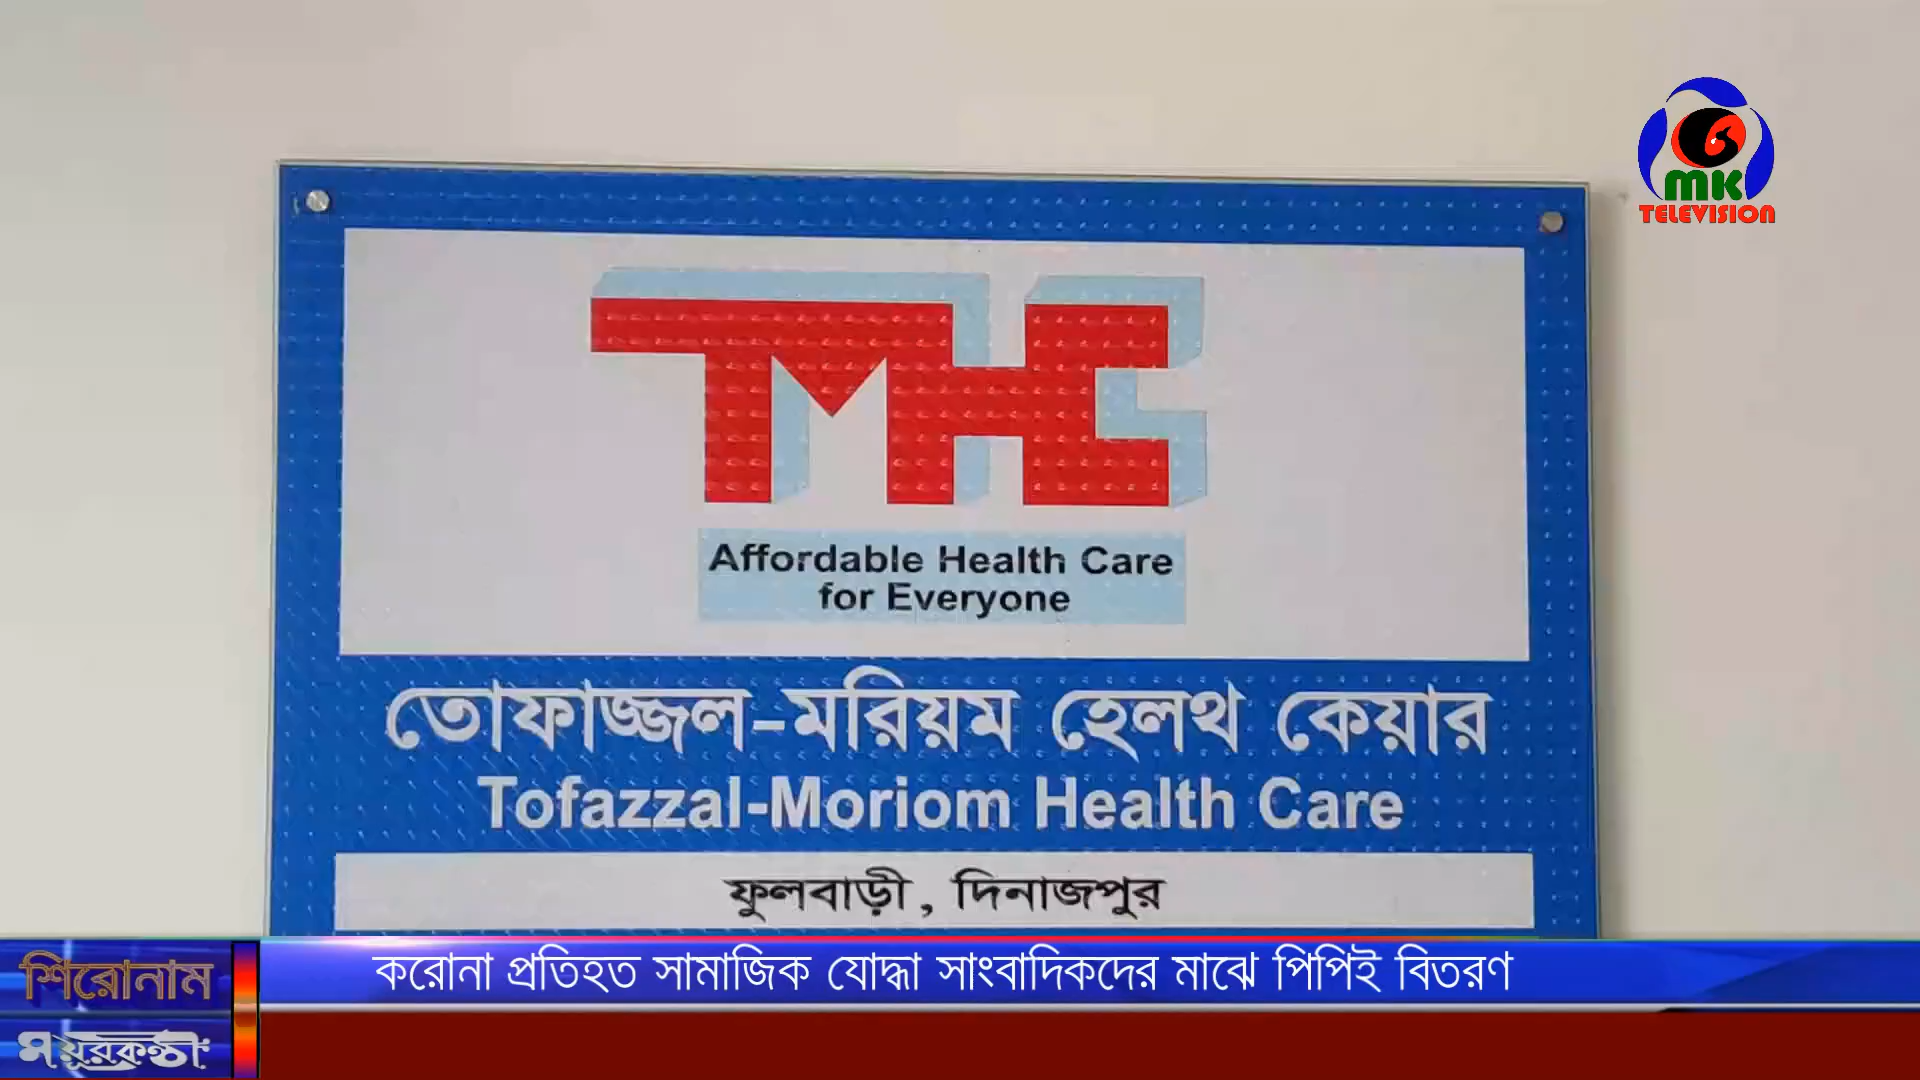 MK
TELEVISION
TMHC
Affordable Health Care
for Everyone
তোফাজ্জল-মরিয়ম হেলথ কেয়ার
Tofazzal-Moriom Health Care
ফুলবাড়ী, দিনাজপুর
শিরোনাম
করোনা প্রতিহত সামাজিক যোদ্ধা সাংবাদিকদের মাঝে পিপিই বিতরণ
ময়ূরকন্ঠী